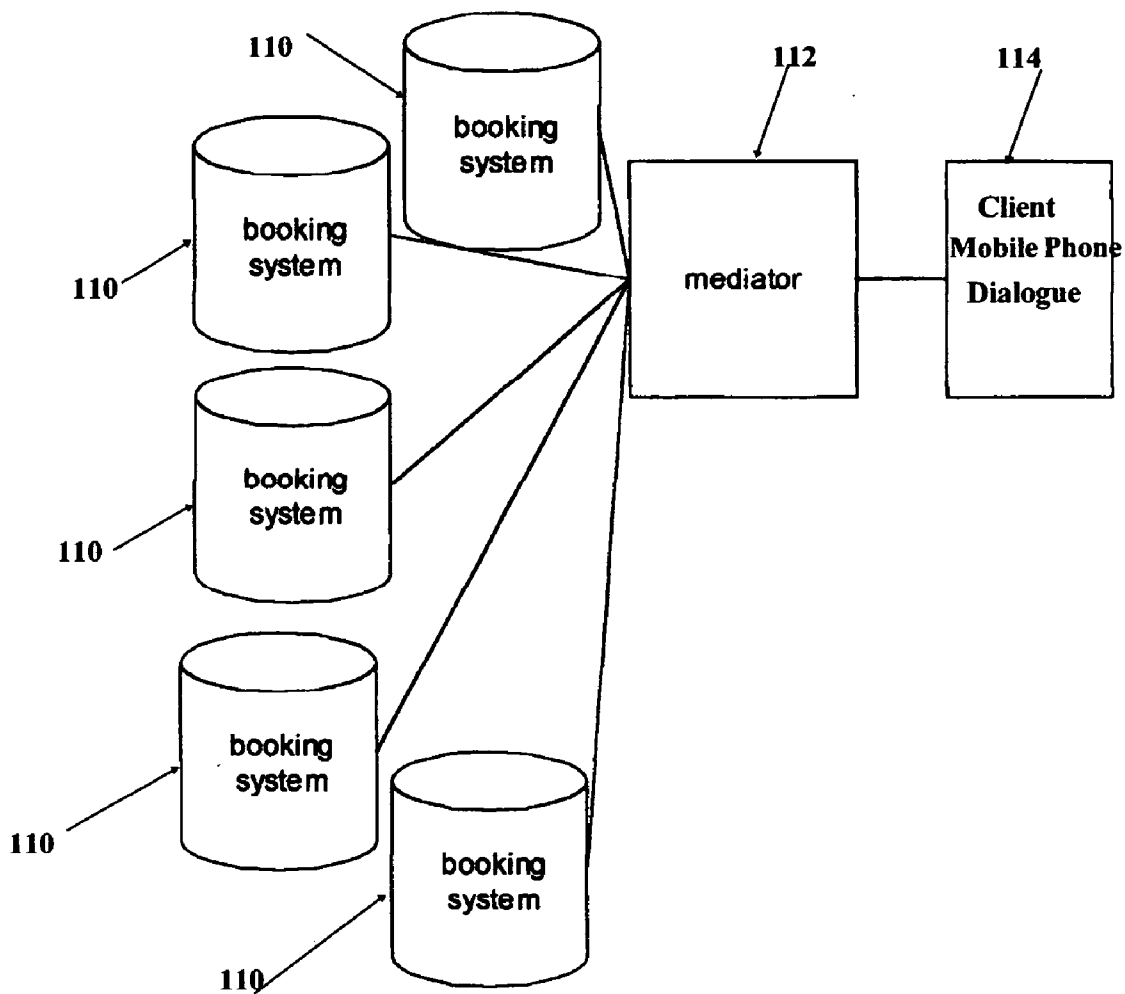 110
booking
system
112
114
110
booking
system
mediator
Client
Mobile Phone
Dialogue
110
booking
system
110
booking
system
110
booking
system